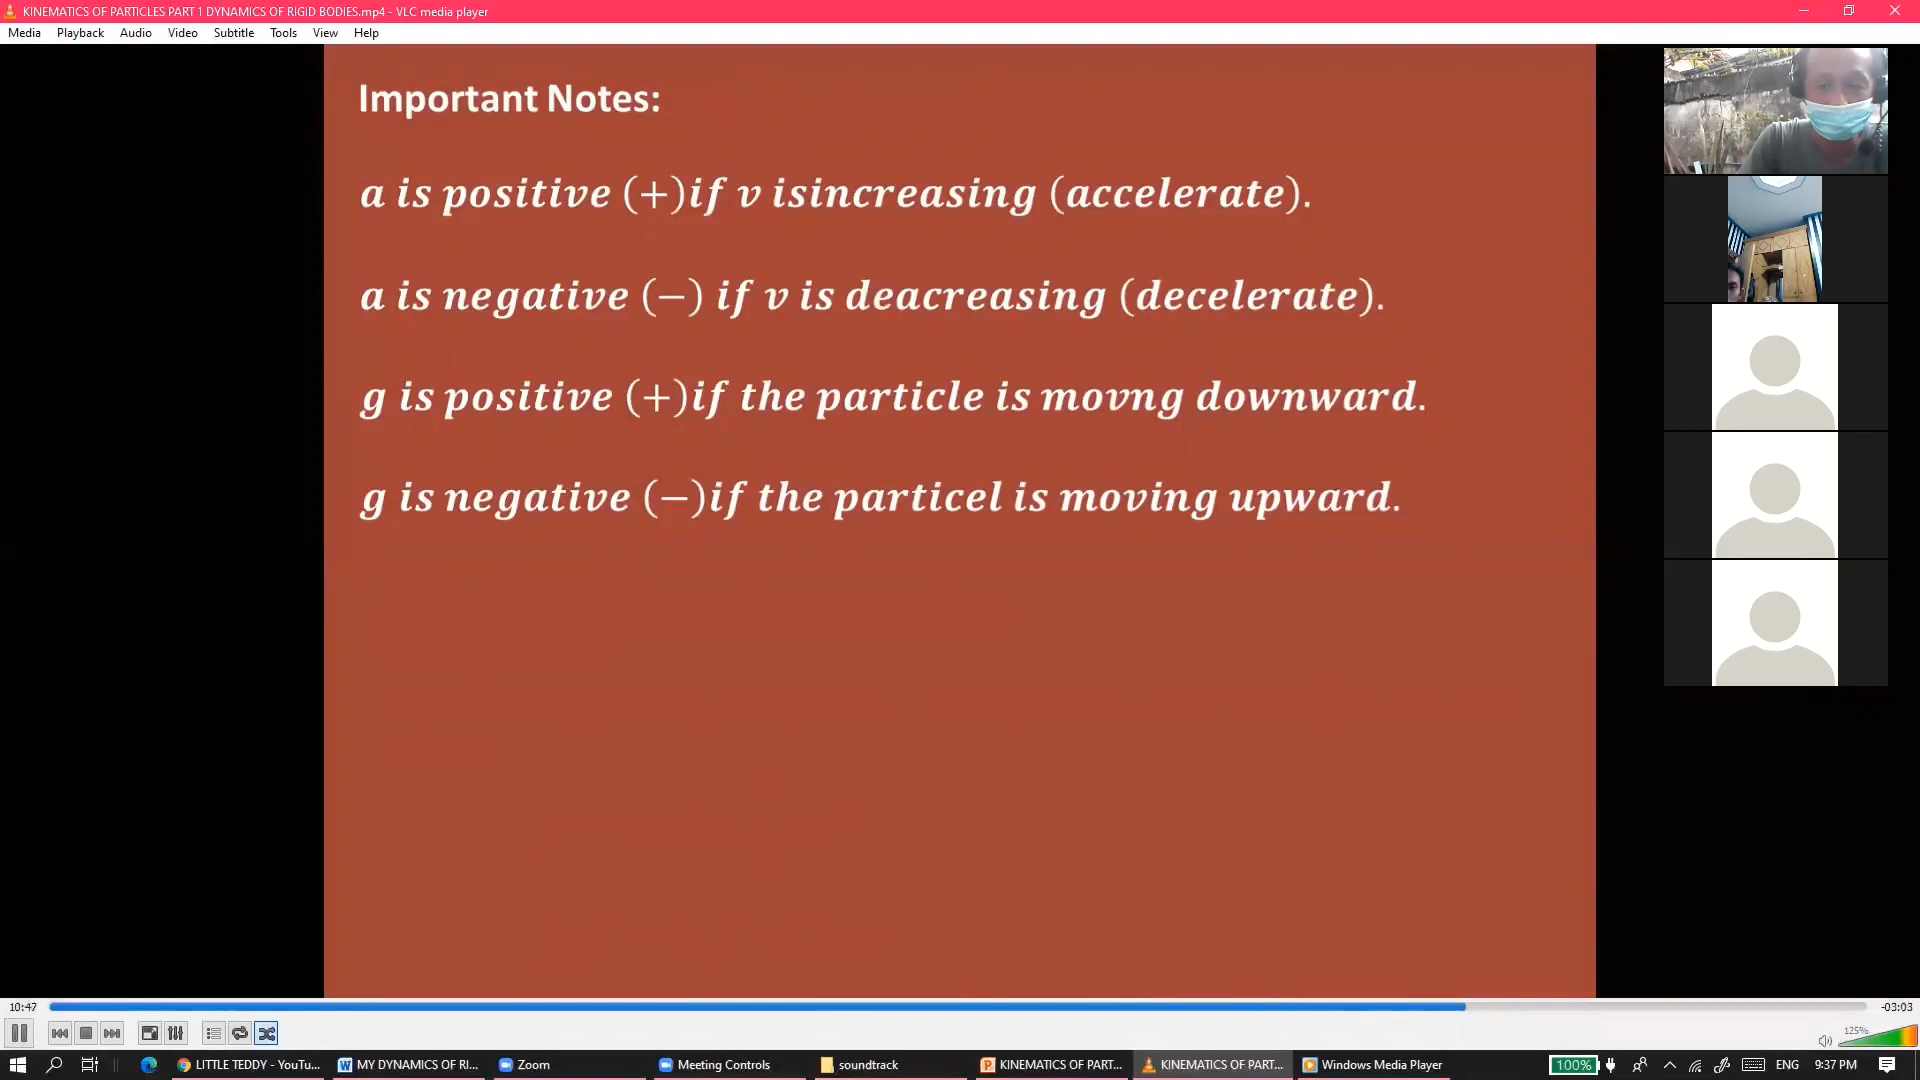 KINEMATICS OF PARTICLES PART 1 DYNAMICS OF RIGID BODIES.mp4 - VLC media player
Media Playback Audio Video Subtitle Tools View Help
Important Notes:
a is positive (+)if v isincreasing (accelerate).
a is negative (−) if v is deacreasing (decelerate).
g is positive (+)if the particle is movng downward.
g is negative (−)if the particel is moving upward.
10:47
-03:03
125%
LITTLE TEDDY - YouTu... MY DYNAMICS OF RI... Zoom Meeting Controls soundtrack KINEMATICS OF PART... KINEMATICS OF PART... Windows Media Player 100% ENG 9:37 PM